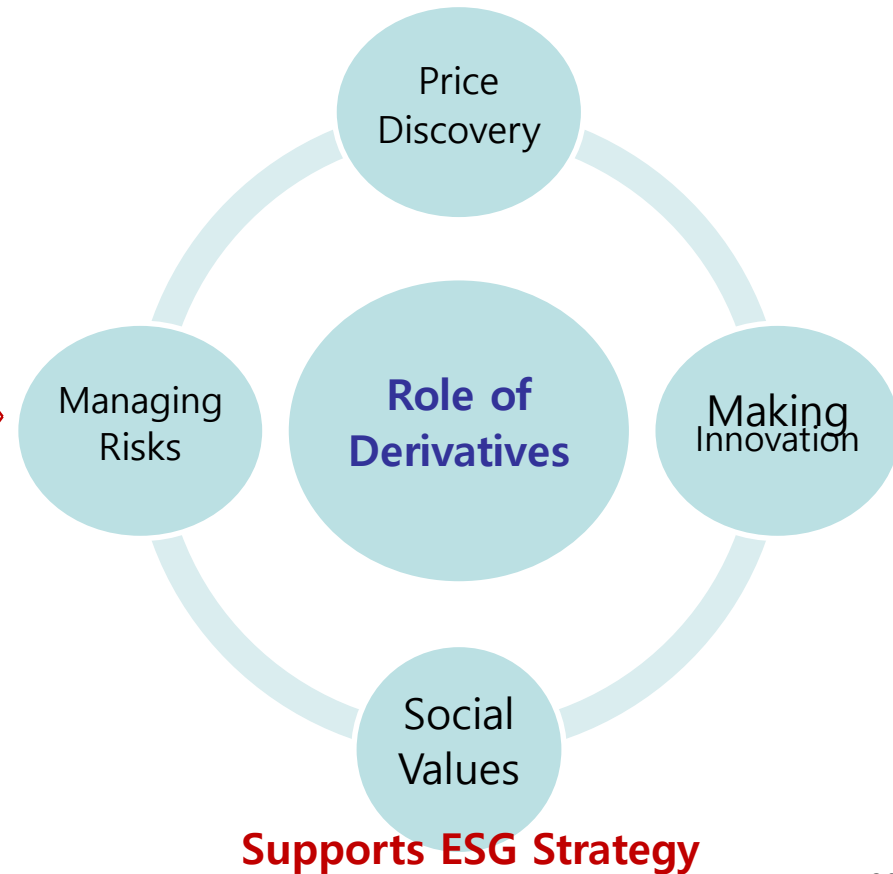 Price
Discovery
Managing
Risks
Role of
Derivatives
Making
Innovation
Social
Values
Supports ESG Strategy